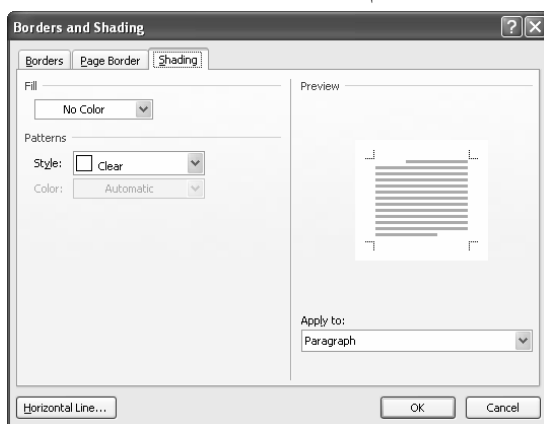 Borders and Shading
Borders Page Border Shading
Fill
No Color
Patterns
Style: Clear
Color: Automatic
Preview
Apply to:
Paragraph
Horizontal Line... OK Cancel